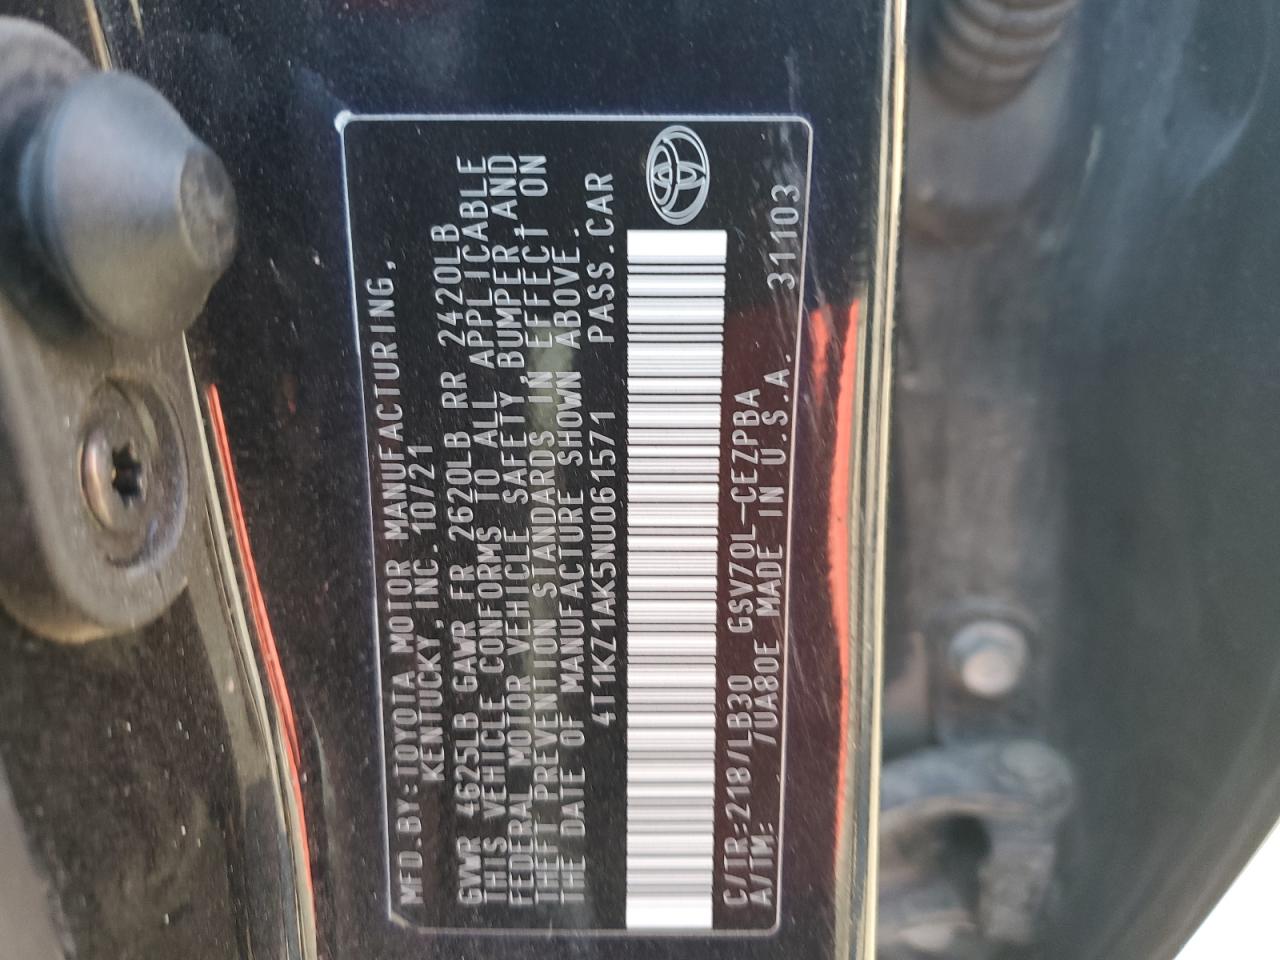 MFD.BY:TOYOTA MOTOR MANUFACTURING,
KENTUCKY,INC. 10/21
GVWR 4625LB GAWR FR 2620LB RR 2420LB
THIS VEHICLE CONFORMS TO ALL APPLICABLE
FEDERAL MOTOR VEHICLE SAFETY,BUMPER,AND
THEFT PREVENTION STANDARDS IN EFFECT ON
THE DATE OF MANUFACTURE SHOWN ABOVE.
4T1KZ1AK5NU061571 PASS.CAR
C/TR:218/LB30 GSV70L-CEZPBA
A/TM: /UA80E MADE IN U.S.A. 31103